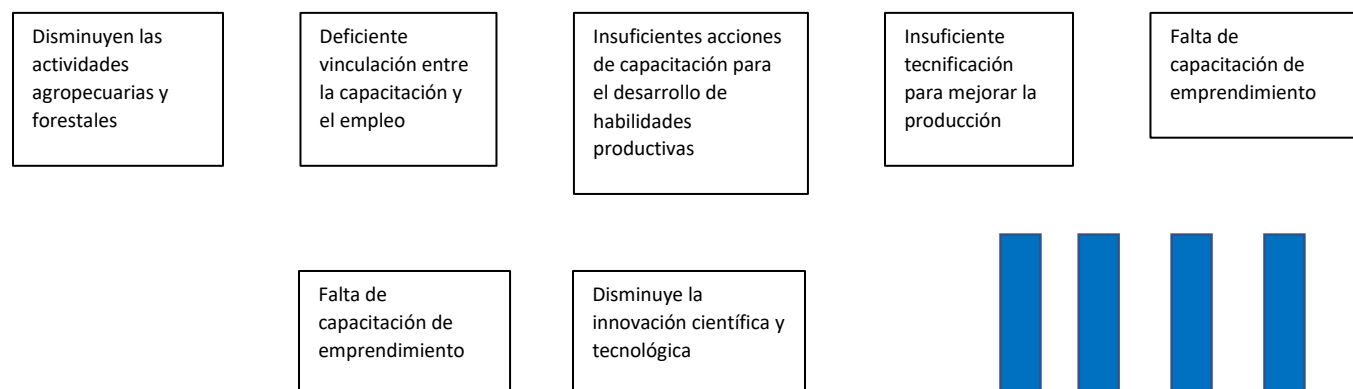 Disminuyen las
actividades
agropecuarias y
forestales
Deficiente
vinculación entre
la capacitación y
el empleo
Insuficientes acciones
de capacitación para
el desarrollo de
habilidades
productivas
Insuficiente
tecnificación
para mejorar la
producción
Falta de
capacitación de
emprendimiento
Falta de
capacitación de
emprendimiento
Disminuye la
innovación científica y
tecnológica